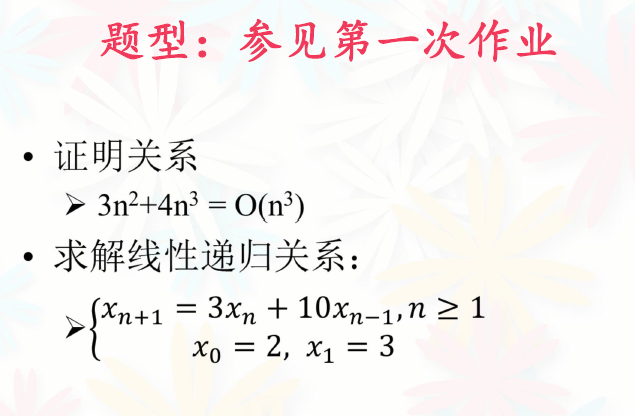 题型：参见第一次作业
• 证明关系
➢ 3n²+4n³ = O(n³)
• 求解线性递归关系：
➢ {xₙ₊₁ = 3xₙ + 10xₙ₋₁, n ≥ 1
x₀ = 2, x₁ = 3